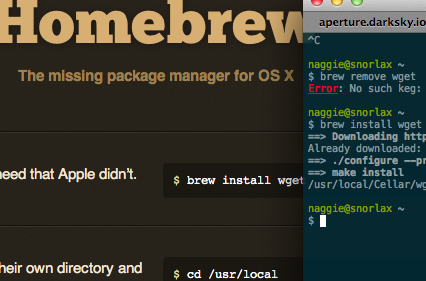 Homebrew
The missing package manager for OS X
need that Apple didn't.
$ brew install wget
their own directory and
$ cd /usr/local
aperture.darksky.io
^C
naggie@snorlax ~
$ brew remove wget
Error: No such keg:
naggie@snorlax ~
$ brew install wget
==> Downloading http
Already downloaded:
==> ./configure --pr
==> make install
/usr/local/Cellar/wg
naggie@snorlax ~
$